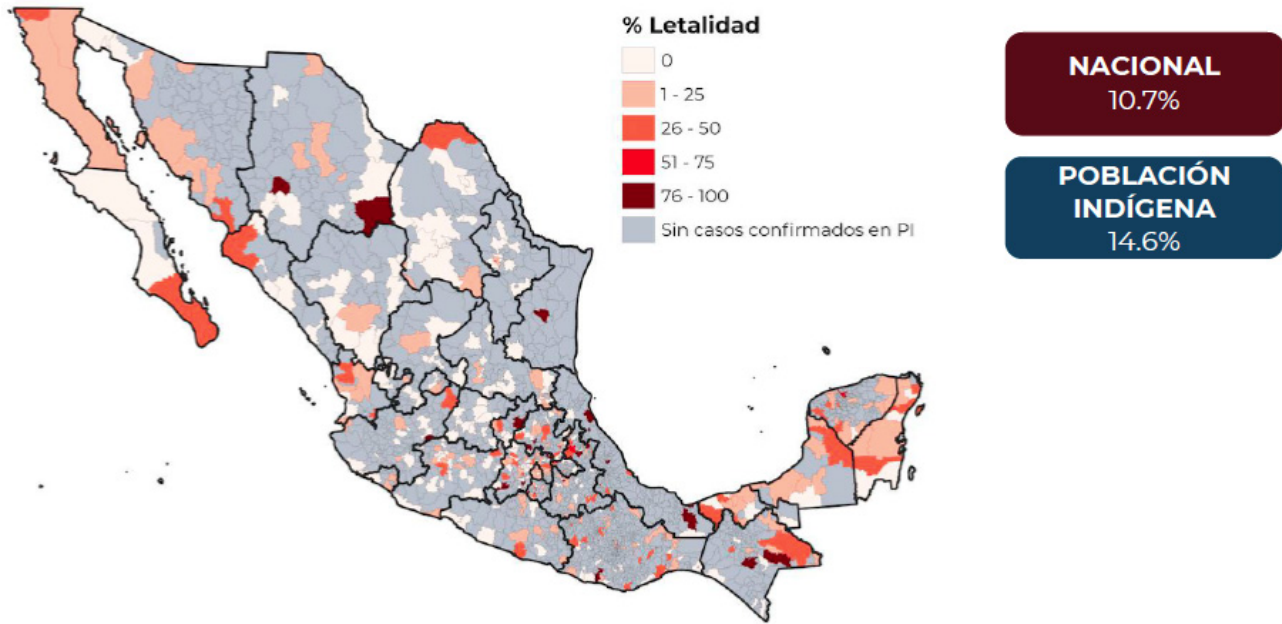 % Letalidad
0
1 - 25
26 - 50
51 - 75
76 - 100
Sin casos confirmados en PI
NACIONAL
10.7%
POBLACIÓN
INDÍGENA
14.6%